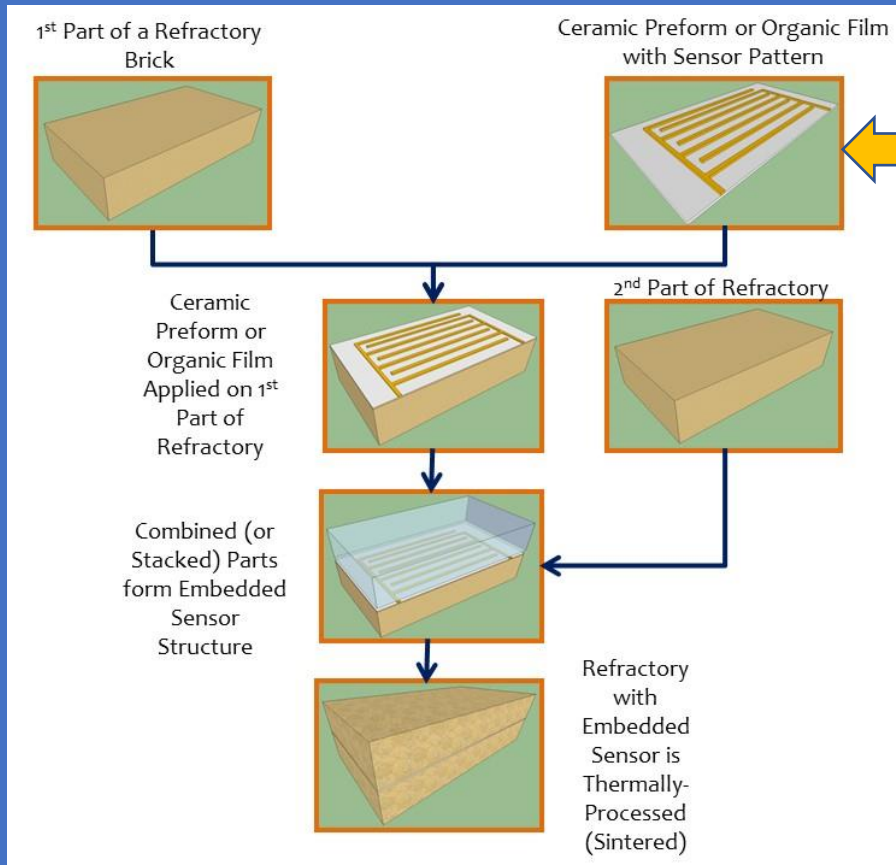 1st Part of a Refractory
Brick
Ceramic Preform or Organic Film
with Sensor Pattern
Ceramic
Preform or
Organic Film
Applied on 1st
Part of
Refractory
2nd Part of Refractory
Combined (or
Stacked) Parts
form Embedded
Sensor
Structure
Refractory
with
Embedded
Sensor is
Thermally-
Processed
(Sintered)